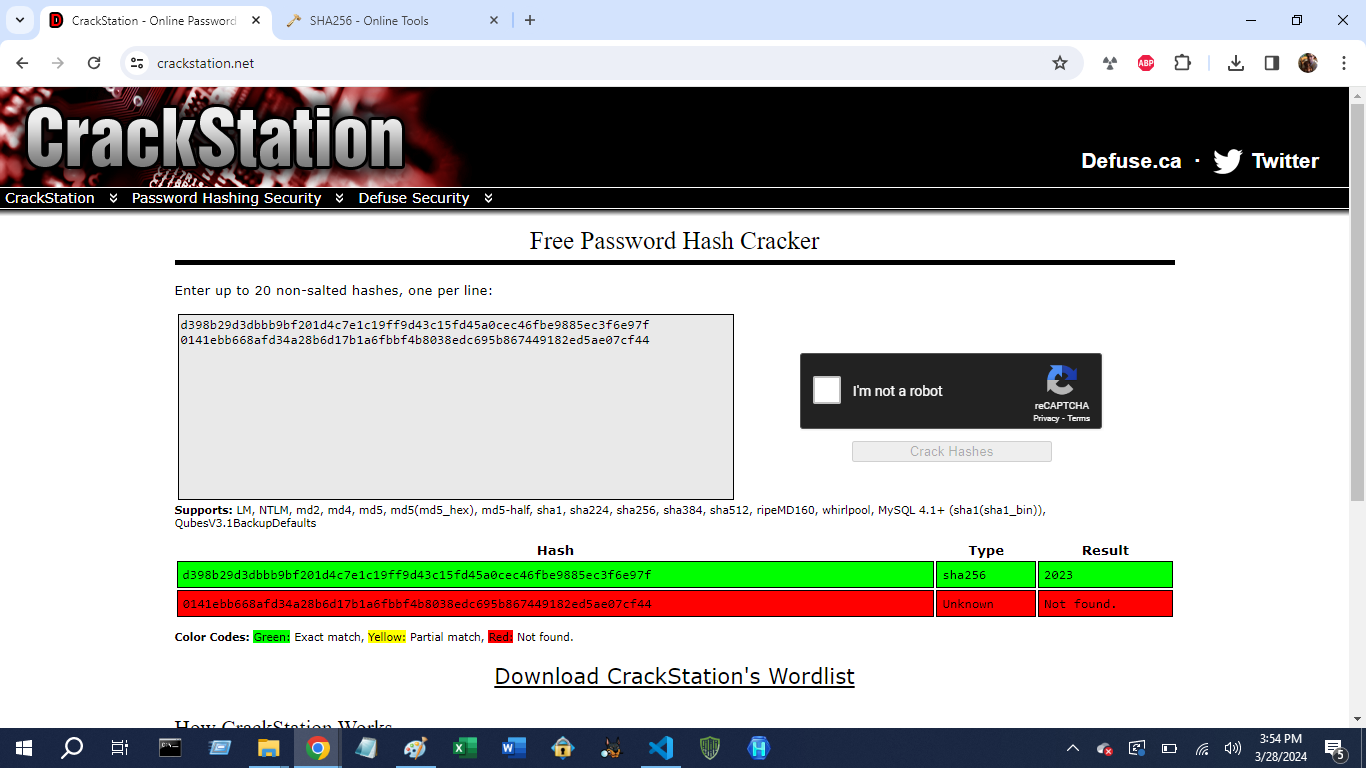 CrackStation - Online Password
SHA256 - Online Tools
crackstation.net
ABP
CrackStation
Defuse.ca · Twitter
CrackStation Password Hashing Security Defuse Security
Free Password Hash Cracker
Enter up to 20 non-salted hashes, one per line:
d398b29d3dbbb9bf201d4c7e1c19ff9d43c15fd45a0cec46fbe9885ec3f6e97f
0141ebb668afd34a28b6d17b1a6fbbf4b8038edc695b867449182ed5ae07cf44
I'm not a robot
reCAPTCHA
Privacy - Terms
Crack Hashes
Supports: LM, NTLM, md2, md4, md5, md5(md5_hex), md5-half, sha1, sha224, sha256, sha384, sha512, ripeMD160, whirlpool, MySQL 4.1+ (sha1(sha1_bin)),
QubesV3.1BackupDefaults
Hash Type Result
d398b29d3dbbb9bf201d4c7e1c19ff9d43c15fd45a0cec46fbe9885ec3f6e97f sha256 2023
0141ebb668afd34a28b6d17b1a6fbbf4b8038edc695b867449182ed5ae07cf44 Unknown Not found.
Color Codes: Green: Exact match, Yellow: Partial match, Red: Not found.
Download CrackStation's Wordlist
How CrackStation Works
3:54 PM
3/28/2024
5